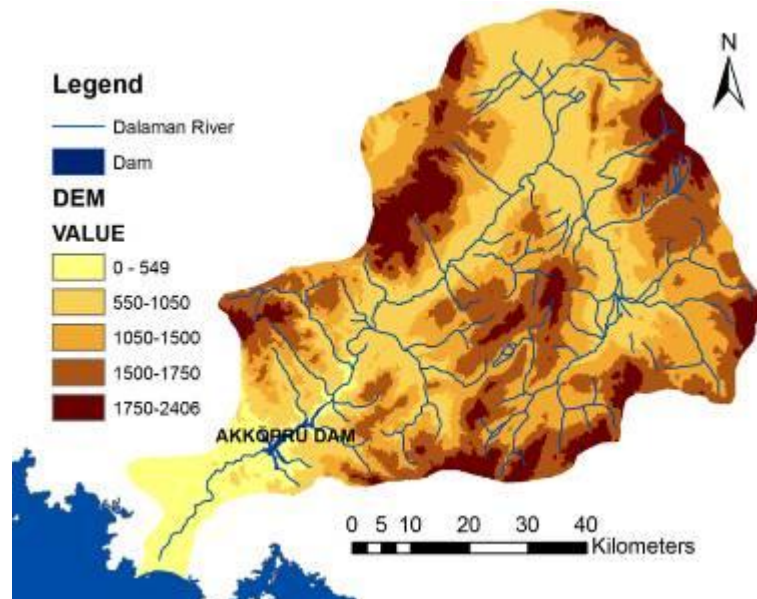 N
Legend
Dalaman River
Dam
DEM
VALUE
0 - 549
550-1050
1050-1500
1500-1750
1750-2406
AKKÖPRÜ DAM
0 5 10 20 30 40
Kilometers